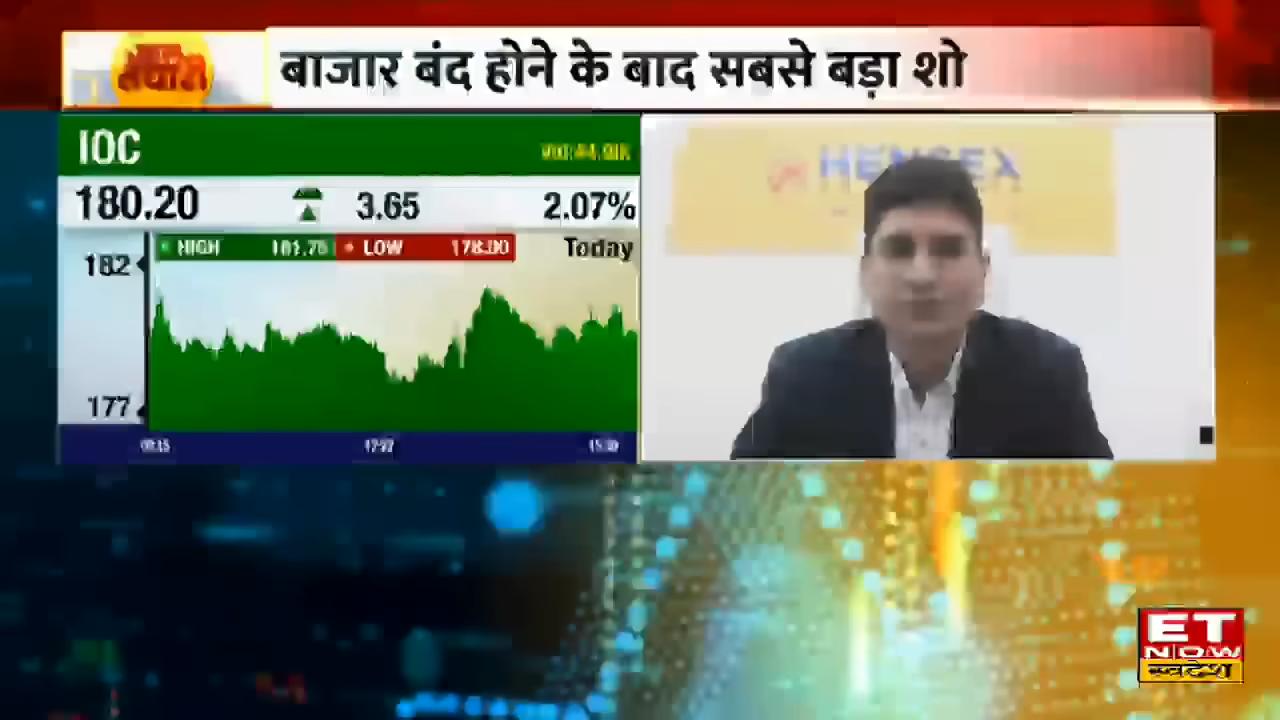 बाजार बंद होने के बाद सबसे बड़ा शो
IOC
180.20 3.65 2.07%
HIGH LOW 178.00 Today
182
177
HENSEX
ET
NOW
स्वदेश